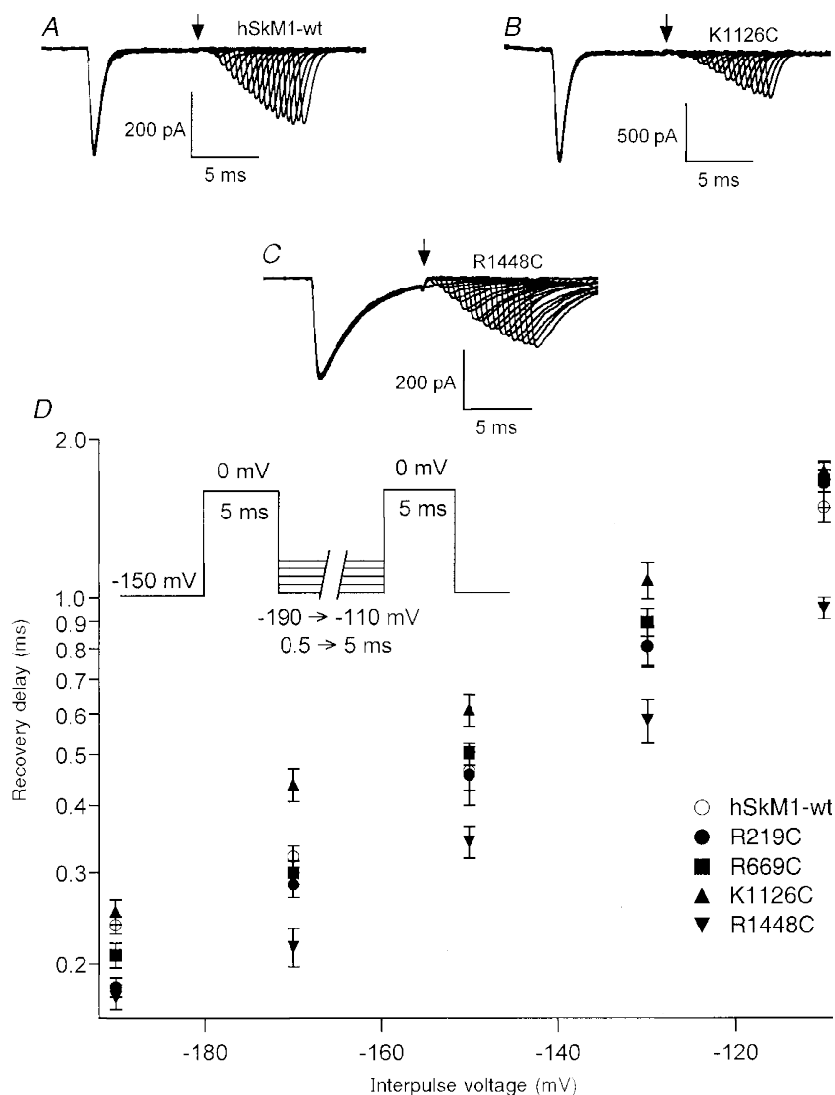 A
hSkM1-wt
200 pA
5 ms
B
K1126C
500 pA
5 ms
C
R1448C
200 pA
5 ms
D
2.0
1.0
0.9
0.8
0.7
0.6
0.5
0.4
0.3
0.2
Recovery delay (ms)
0 mV
0 mV
5 ms
5 ms
-150 mV
-190 → -110 mV
0.5 → 5 ms
hSkM1-wt
R219C
R669C
K1126C
R1448C
-180
-160
-140
-120
Interpulse voltage (mV)